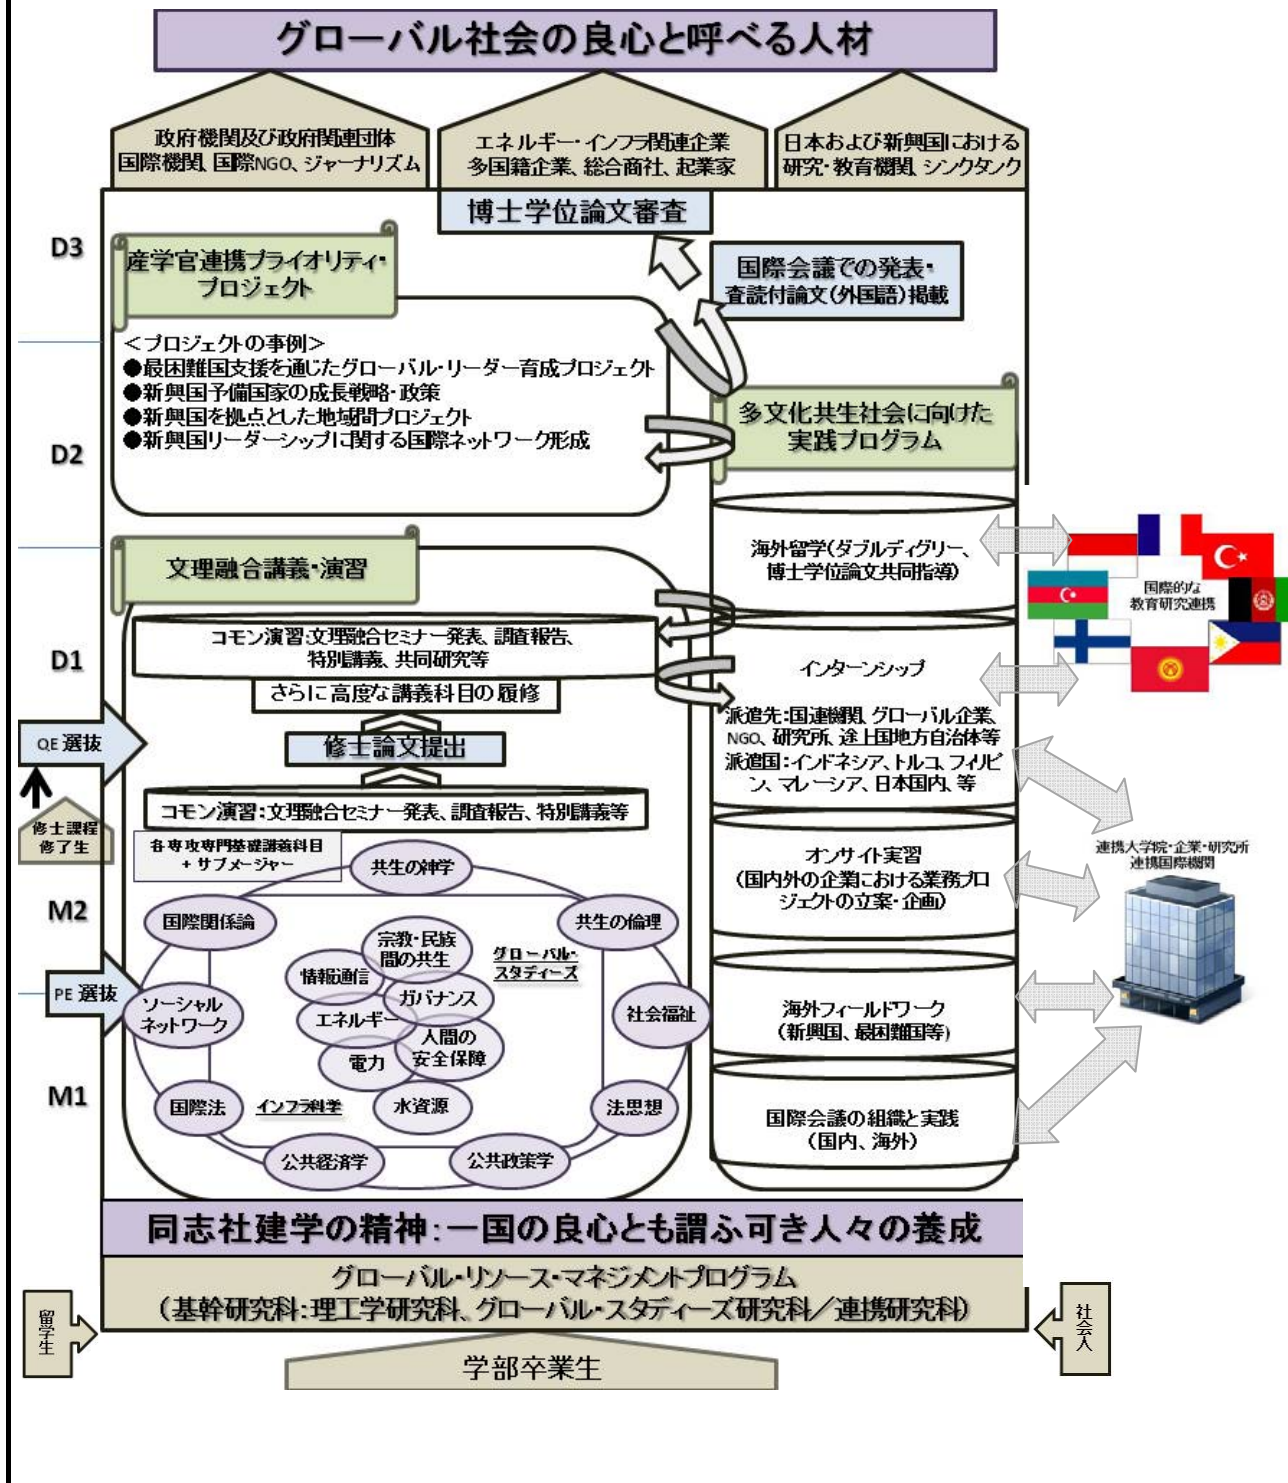 グローバル社会の良心と呼べる人材
政府機関及び政府関連団体
国際機関、国際NGO、ジャーナリズム
エネルギー・インフラ関連企業
多国籍企業、総合商社、起業家
日本および新興国における
研究・教育機関、シンクタンク
博士学位論文審査
D3
産学官連携プライオリティ・
プロジェクト
国際会議での発表・
査読付論文(外国語)掲載
＜プロジェクトの事例＞
●最困難国支援を通じたグローバル・リーダー育成プロジェクト
●新興国予備国家の成長戦略・政策
●新興国を拠点とした地域間プロジェクト
●新興国リーダーシップに関する国際ネットワーク形成
D2
多文化共生社会に向けた
実践プログラム
文理融合講義・演習
海外留学(ダブルディグリー、
博士学位論文共同指導)
国際的な
教育研究連携
コモン演習:文理融合セミナー発表、調査報告、
特別講義、共同研究等
D1
さらに高度な講義科目の履修
インターンシップ
派遣先:国連機関、グローバル企業、
NGO、研究所、途上国地方自治体等
派遣国:インドネシア、トルコ、フィリピ
ン、マレーシア、日本国内、等
QE 選抜
修士論文提出
修士課程
修了生
コモン演習:文理融合セミナー発表、調査報告、特別講義等
各専攻専門基礎講義科目
+ サブメージャー
オンサイト実習
(国内外の企業における業務プロ
ジェクトの立案・企画)
連携大学院・企業・研究所
連携国際機関
M2
共生の神学
国際関係論
共生の倫理
宗教・民族
間の共生
グローバル・
スタディーズ
情報通信
ガバナンス
PE 選抜
ソーシャル
ネットワーク
エネルギー
社会福祉
人間の
安全保障
電力
海外フィールドワーク
(新興国、最困難国等)
M1
国際法
インフラ科学
水資源
法思想
公共経済学
公共政策学
国際会議の組織と実践
(国内、海外)
同志社建学の精神:一国の良心とも謂ふ可き人々の養成
グローバル・リソース・マネジメントプログラム
(基幹研究科:理工学研究科、グローバル・スタディーズ研究科／連携研究科)
留学生
社会人
学部卒業生